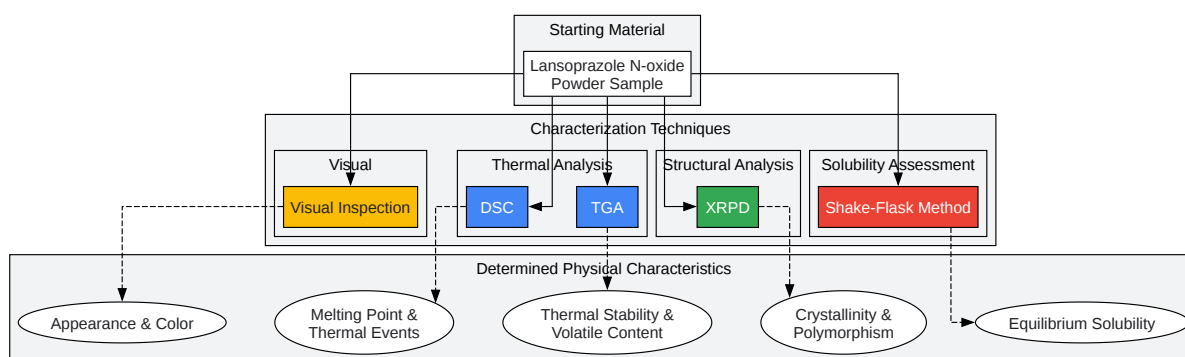 Starting Material
Lansoprazole N-oxide
Powder Sample
Characterization Techniques
Visual
Thermal Analysis
Structural Analysis
Solubility Assessment
Visual Inspection
DSC
TGA
XRPD
Shake-Flask Method
Determined Physical Characteristics
Appearance & Color
Melting Point &
Thermal Events
Thermal Stability &
Volatile Content
Crystallinity &
Polymorphism
Equilibrium Solubility